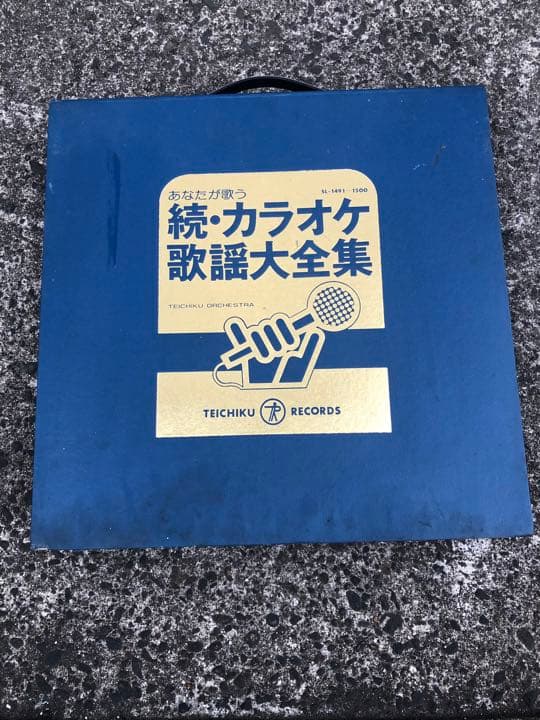 あなたが歌う
SL-1491~1500
続・カラオケ
歌謡大全集
TEICHIKU ORCHESTRA
TEICHIKU RECORDS